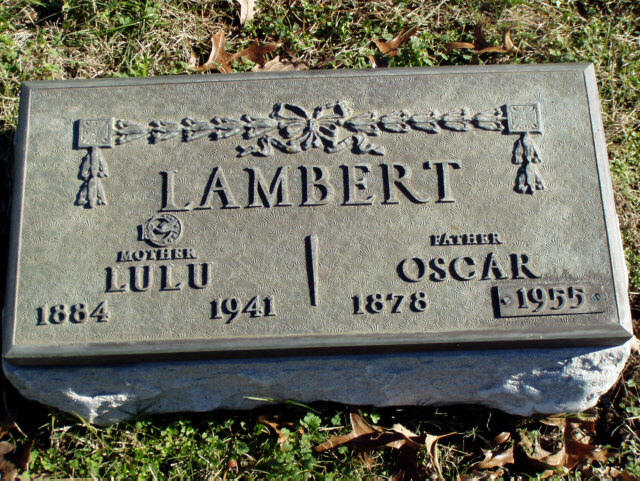 LAMBERT
MOTHER
LULU
1884 1941
FATHER
OSCAR
1878 1955